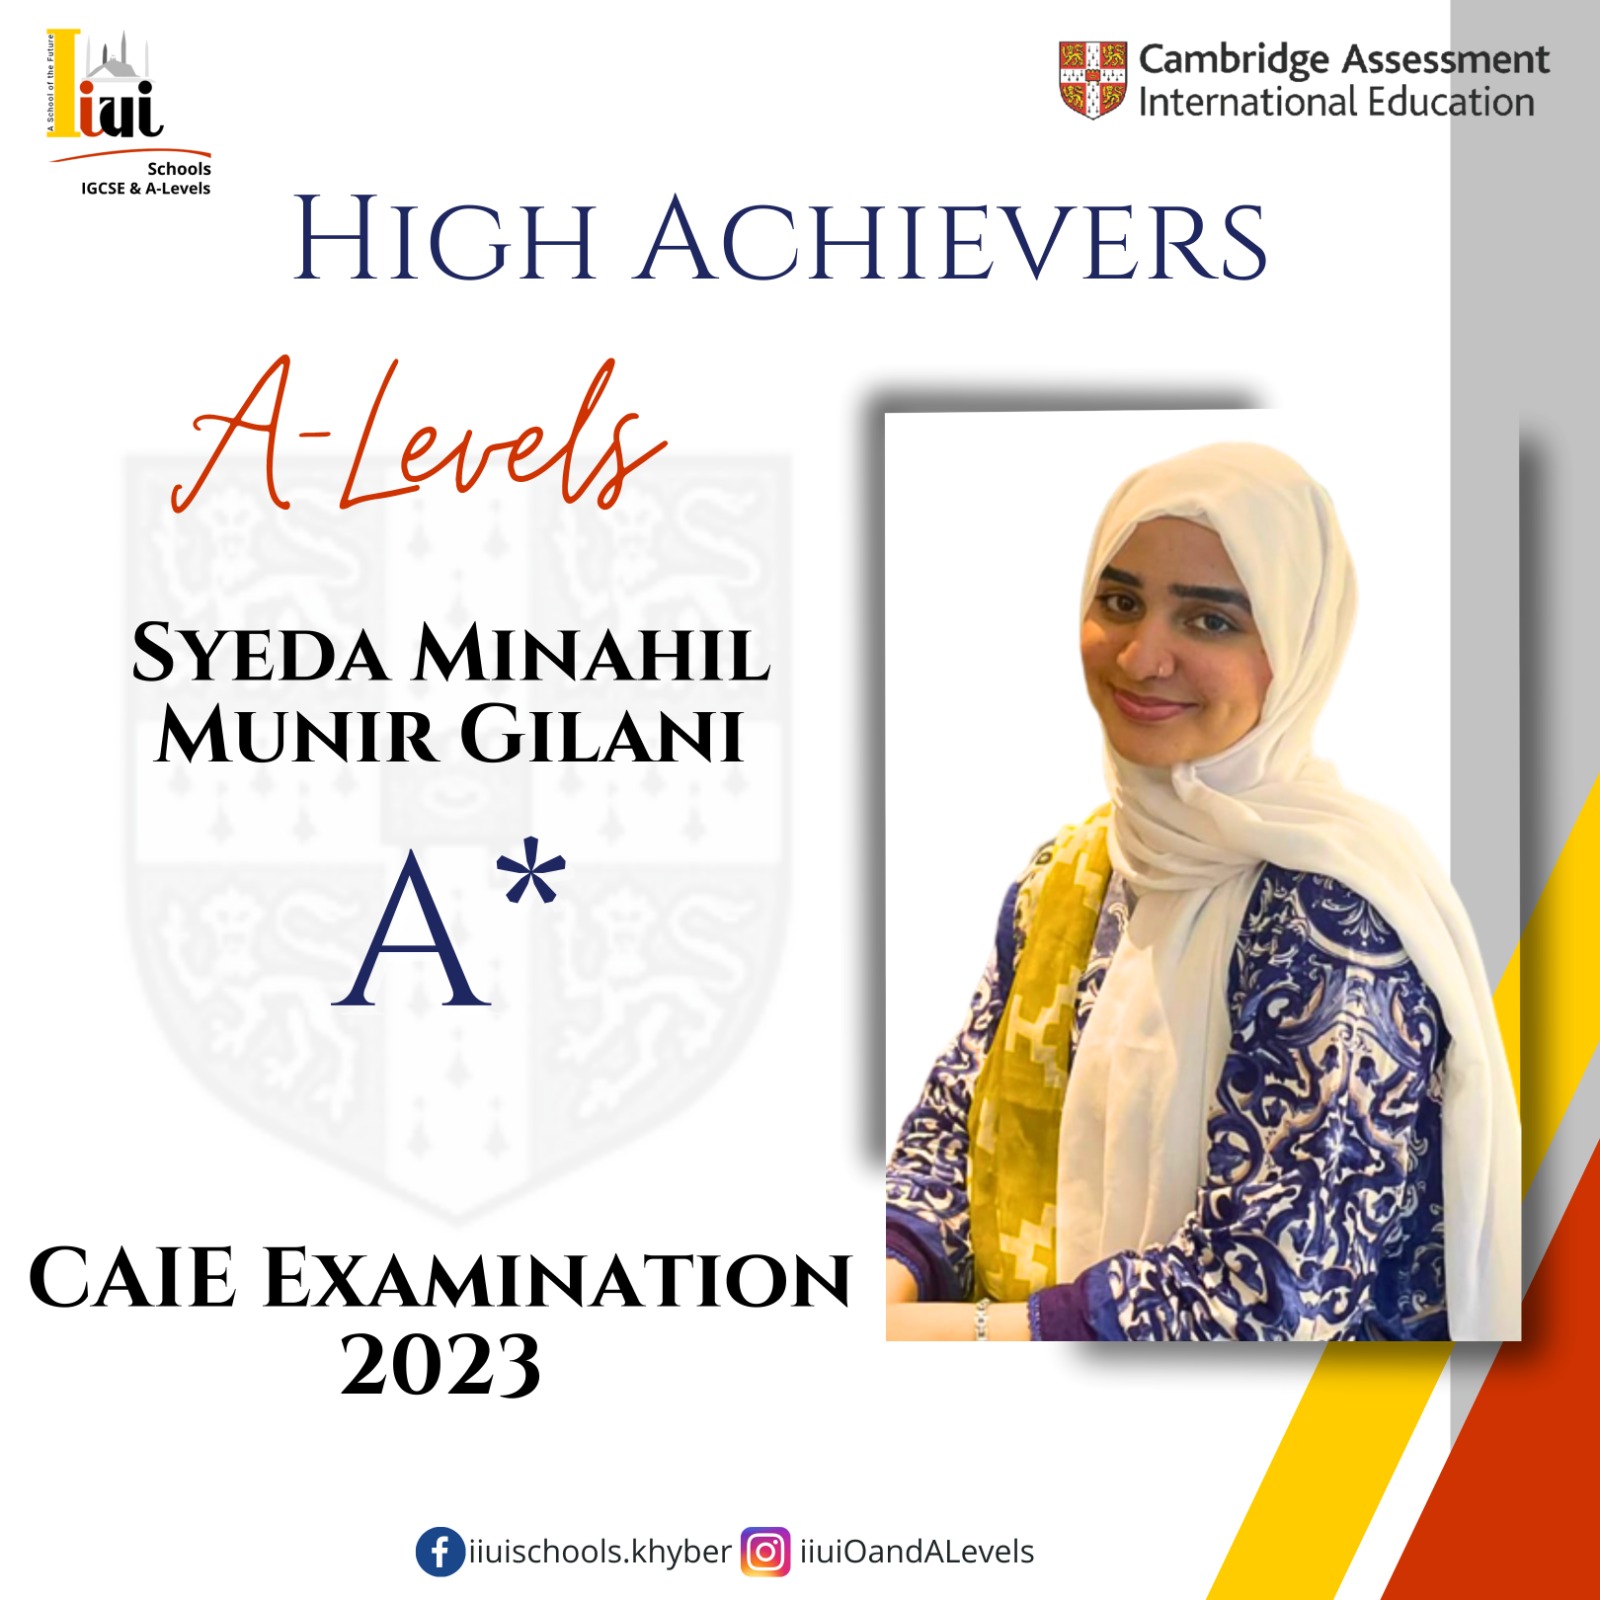 A School of the Future
iiui
Schools
IGCSE & A-Levels
Cambridge Assessment
International Education
HIGH ACHIEVERS
A-Levels
SYEDA MINAHIL
MUNIR GILANI
A*
CAIE EXAMINATION
2023
iiuischools.khyber
iiuiOandALevels